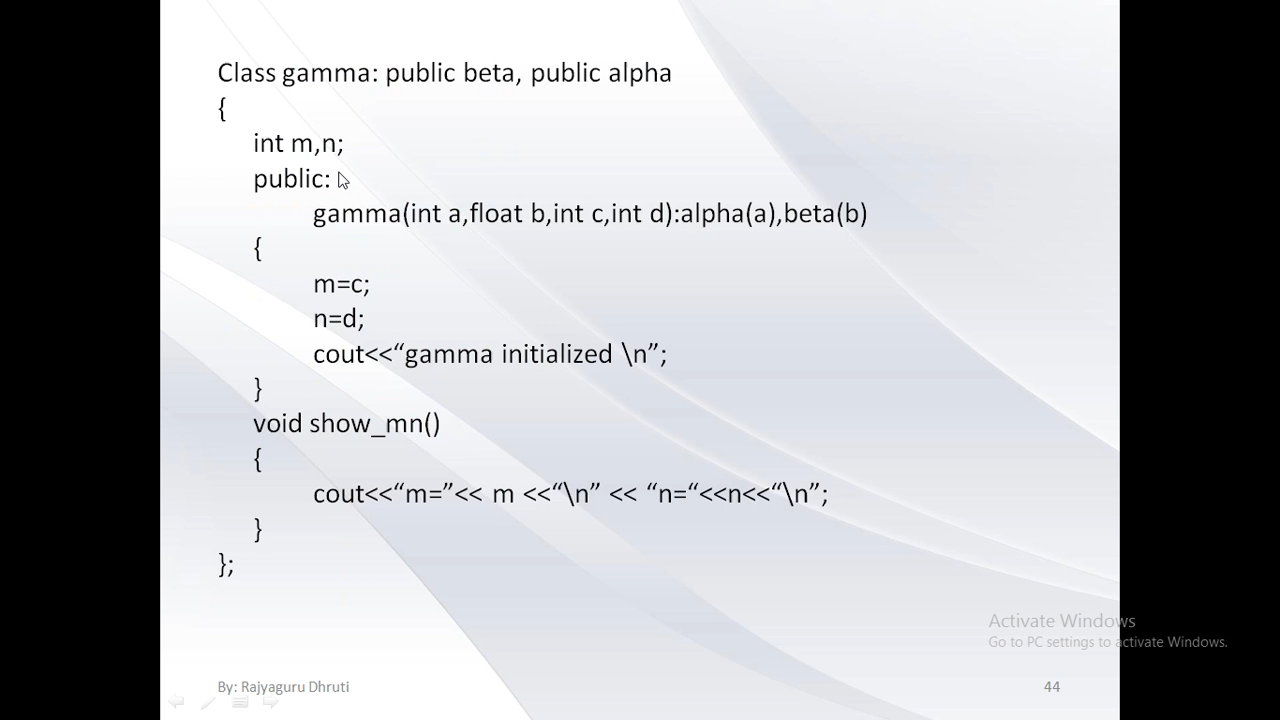 Class gamma: public beta, public alpha
{
int m,n;
public:
gamma(int a,float b,int c,int d):alpha(a),beta(b)
{
m=c;
n=d;
cout<<“gamma initialized \n”;
}
void show_mn()
{
cout<<“m=”<< m <<“\n” << “n=“<<n<<“\n”;
}
};
Activate Windows
Go to PC settings to activate Windows.
By: Rajyaguru Dhruti
44